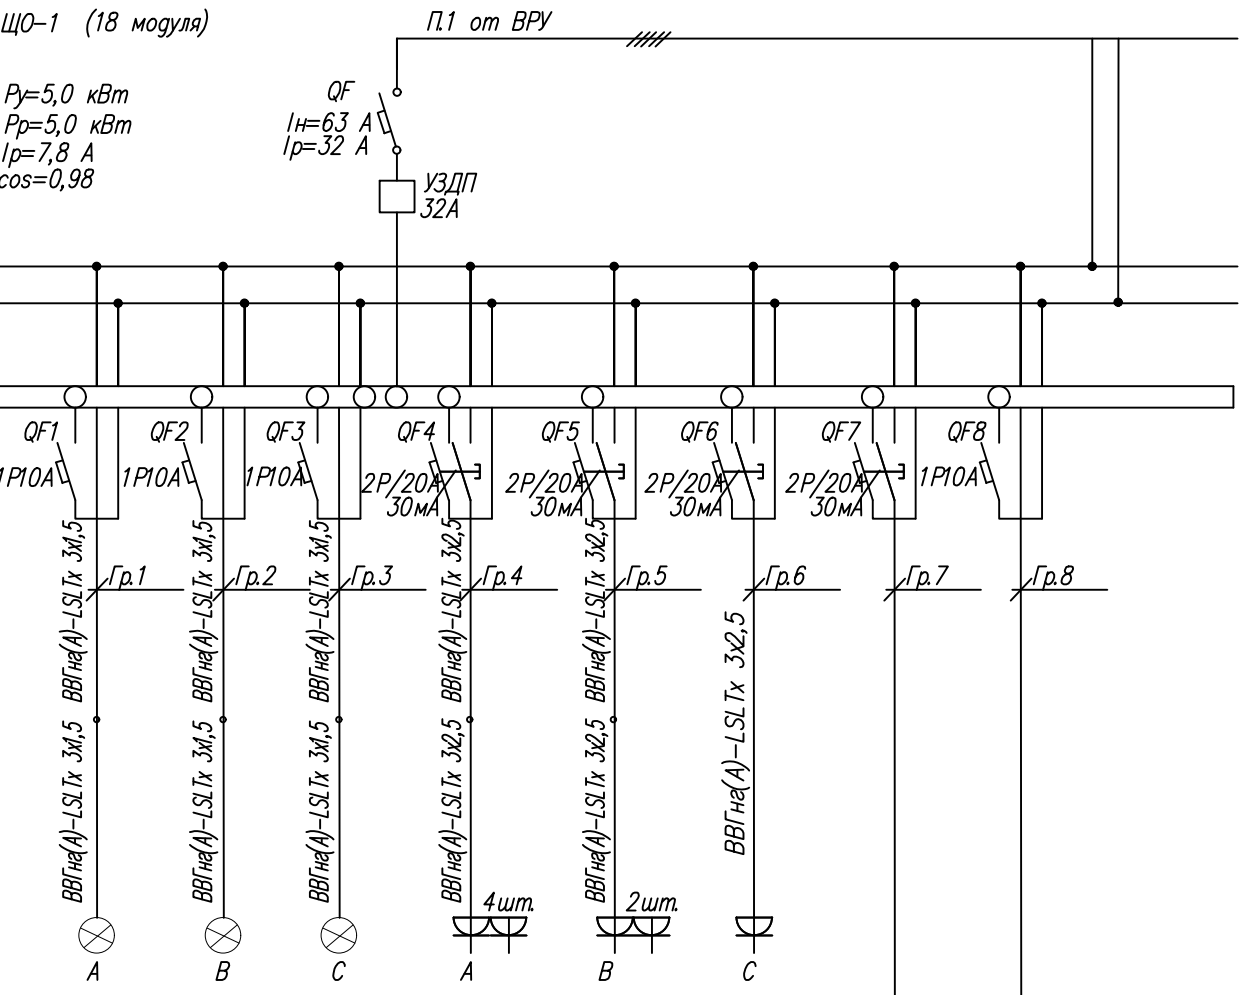 ЩО-1 (18 модуля)
П.1 от ВРУ
Ру=5,0 кВт
Рр=5,0 кВт
Iр=7,8 А
cos=0,98
QF
Iн=63 А
Iр=32 А
УЗДП
32А
QF1
QF2
QF3
QF4
QF5
QF6
QF7
QF8
1Р10А
1Р10А
1Р10А
2Р/20А
30мА
2Р/20А
30мА
2Р/20А
30мА
2Р/20А
30мА
1Р10А
Гр.1
Гр.2
Гр.3
Гр.4
Гр.5
Гр.6
Гр.7
Гр.8
ВВГнг(А)-LSLTx 3х1,5
ВВГнг(А)-LSLTx 3х1,5
ВВГнг(А)-LSLTx 3х1,5
ВВГнг(А)-LSLTx 3х2,5
ВВГнг(А)-LSLTx 3х2,5
ВВГнг(А)-LSLTx 3х2,5
ВВГнг(А)-LSLTx 3х1,5
ВВГнг(А)-LSLTx 3х1,5
ВВГнг(А)-LSLTx 3х1,5
ВВГнг(А)-LSLTx 3х2,5
ВВГнг(А)-LSLTx 3х2,5
4шт.
2шт.
А
В
С
А
В
С